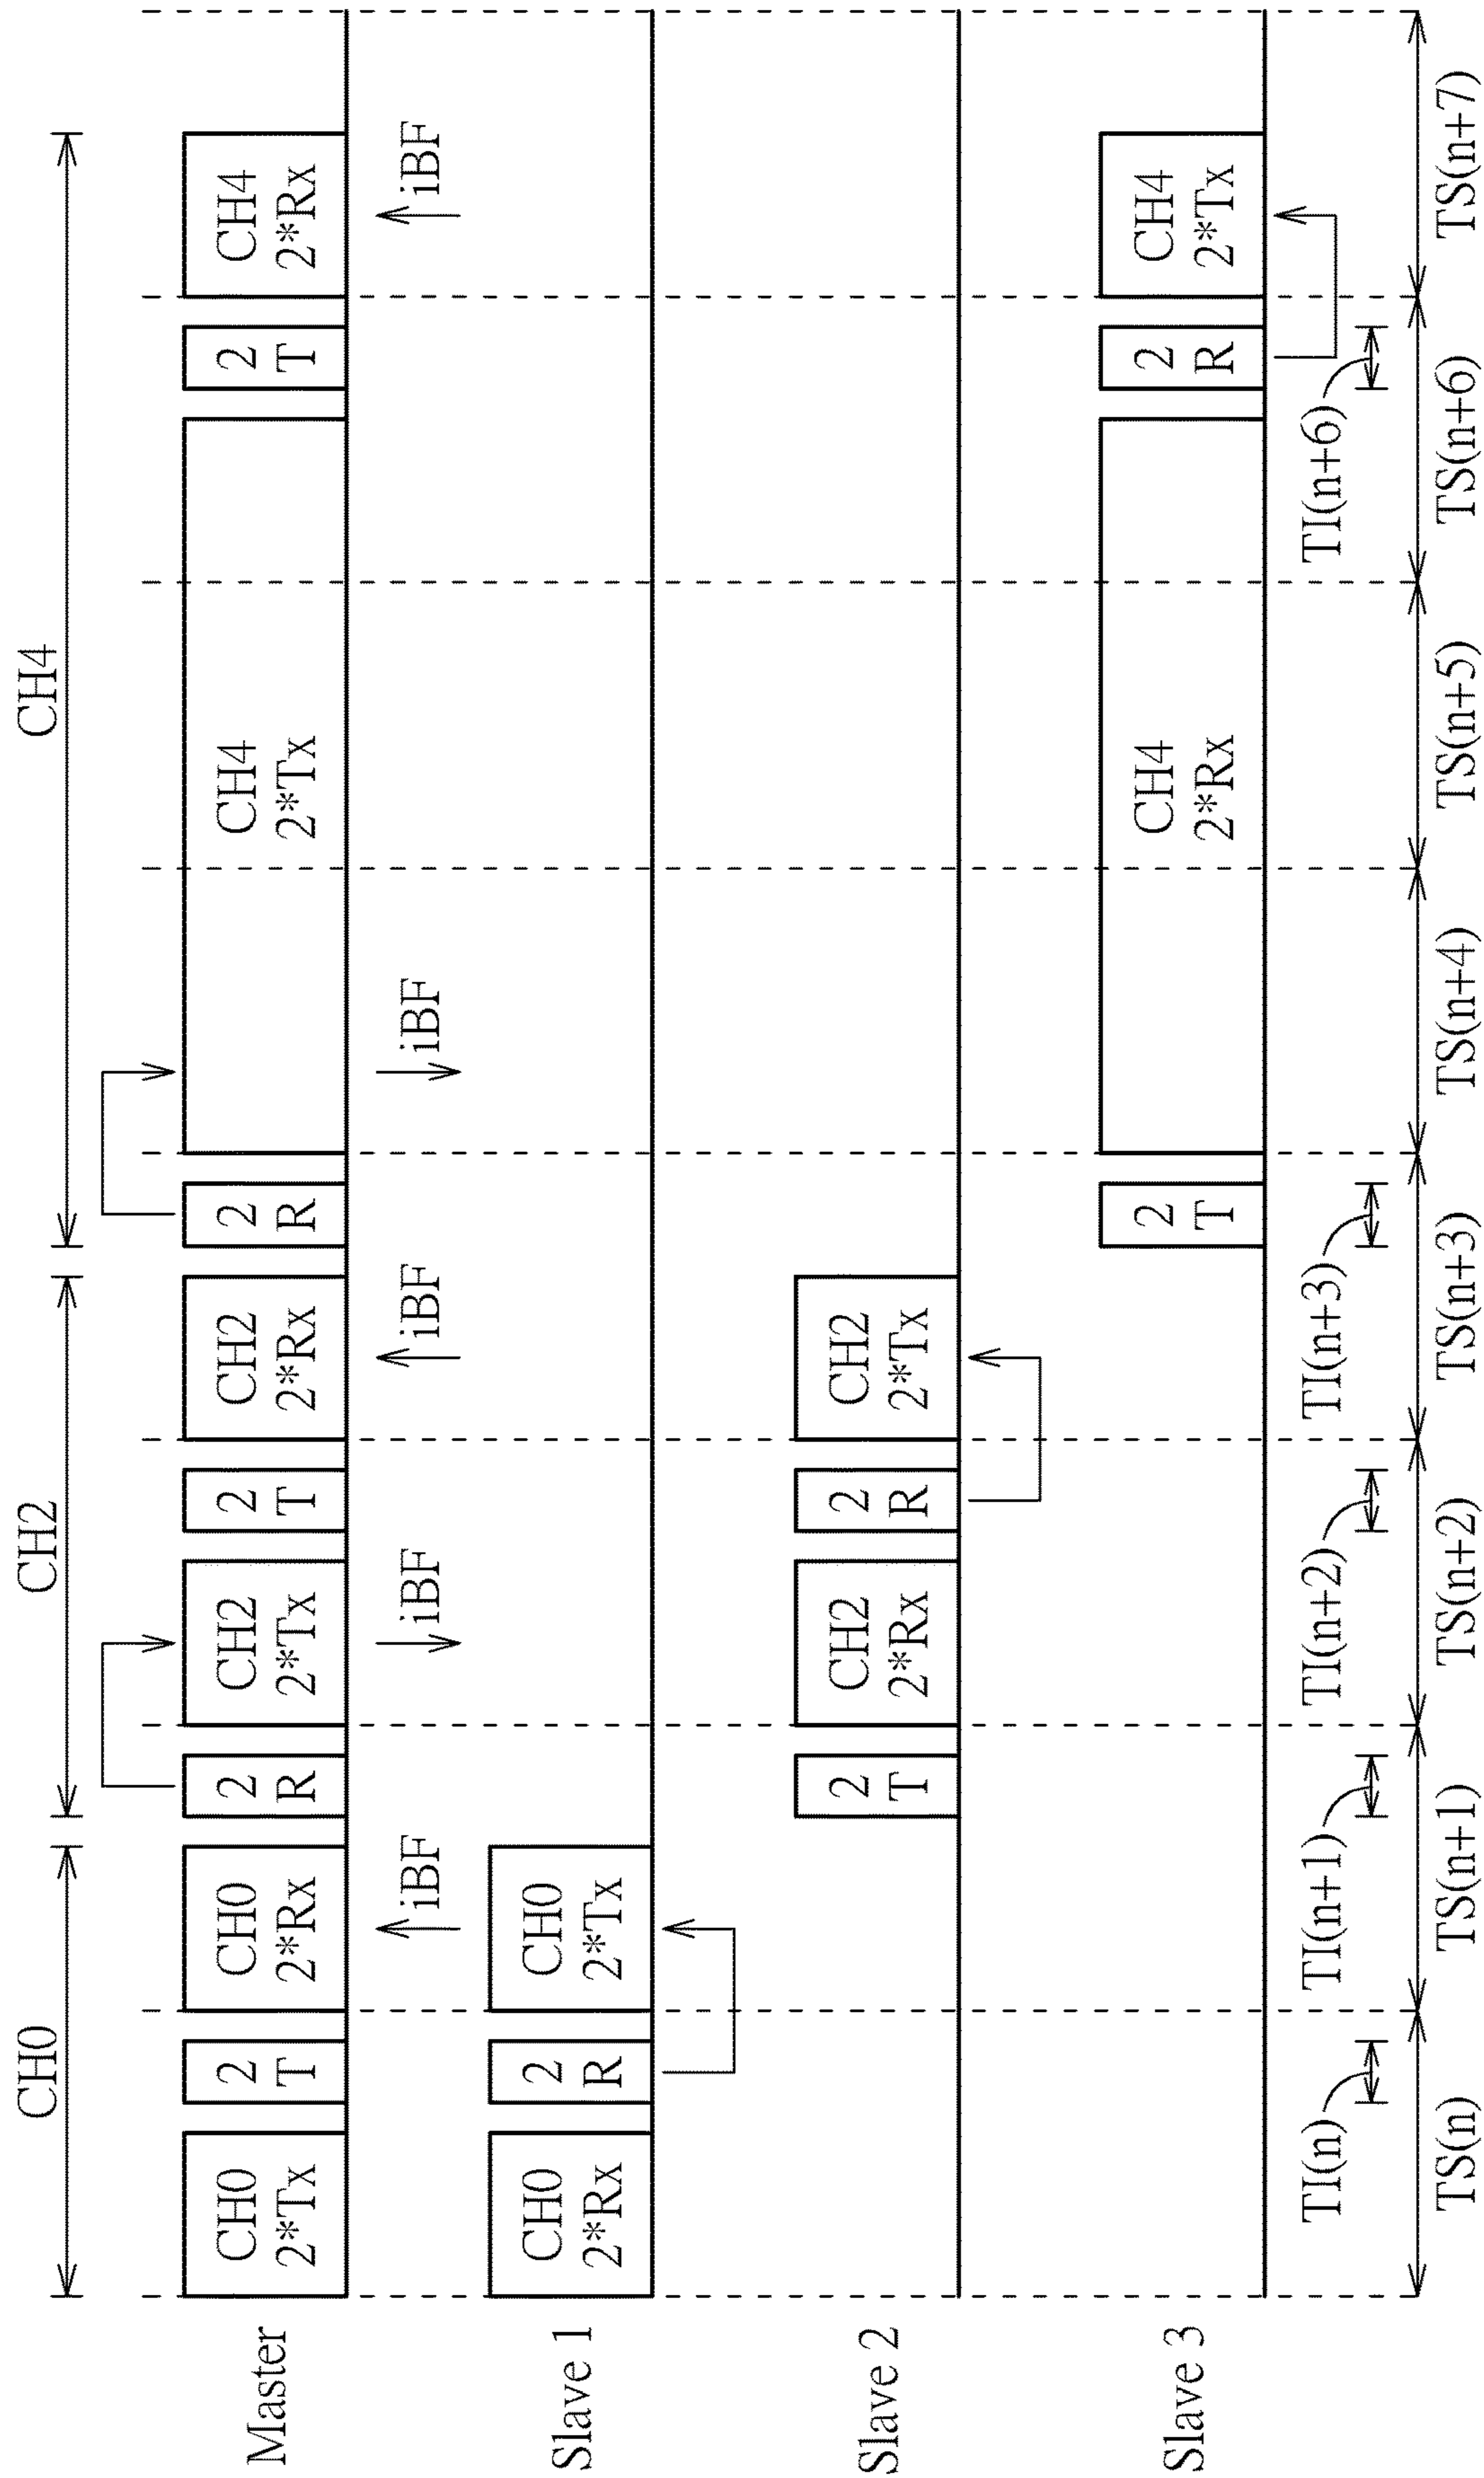 CH0
CH2
CH4
Master
CH0
2*Tx
2
T
CH0
2*Rx
2
R
CH2
2*Tx
2
T
CH2
2*Rx
2
R
CH4
2*Tx
2
T
CH4
2*Rx
iBF
iBF
iBF
iBF
iBF
Slave 1
CH0
2*Rx
2
R
CH0
2*Tx
Slave 2
2
T
CH2
2*Rx
2
R
CH2
2*Tx
Slave 3
2
T
CH4
2*Rx
2
R
CH4
2*Tx
TI(n)
TI(n+1)
TI(n+2)
TI(n+3)
TI(n+6)
TS(n)
TS(n+1)
TS(n+2)
TS(n+3)
TS(n+4)
TS(n+5)
TS(n+6)
TS(n+7)